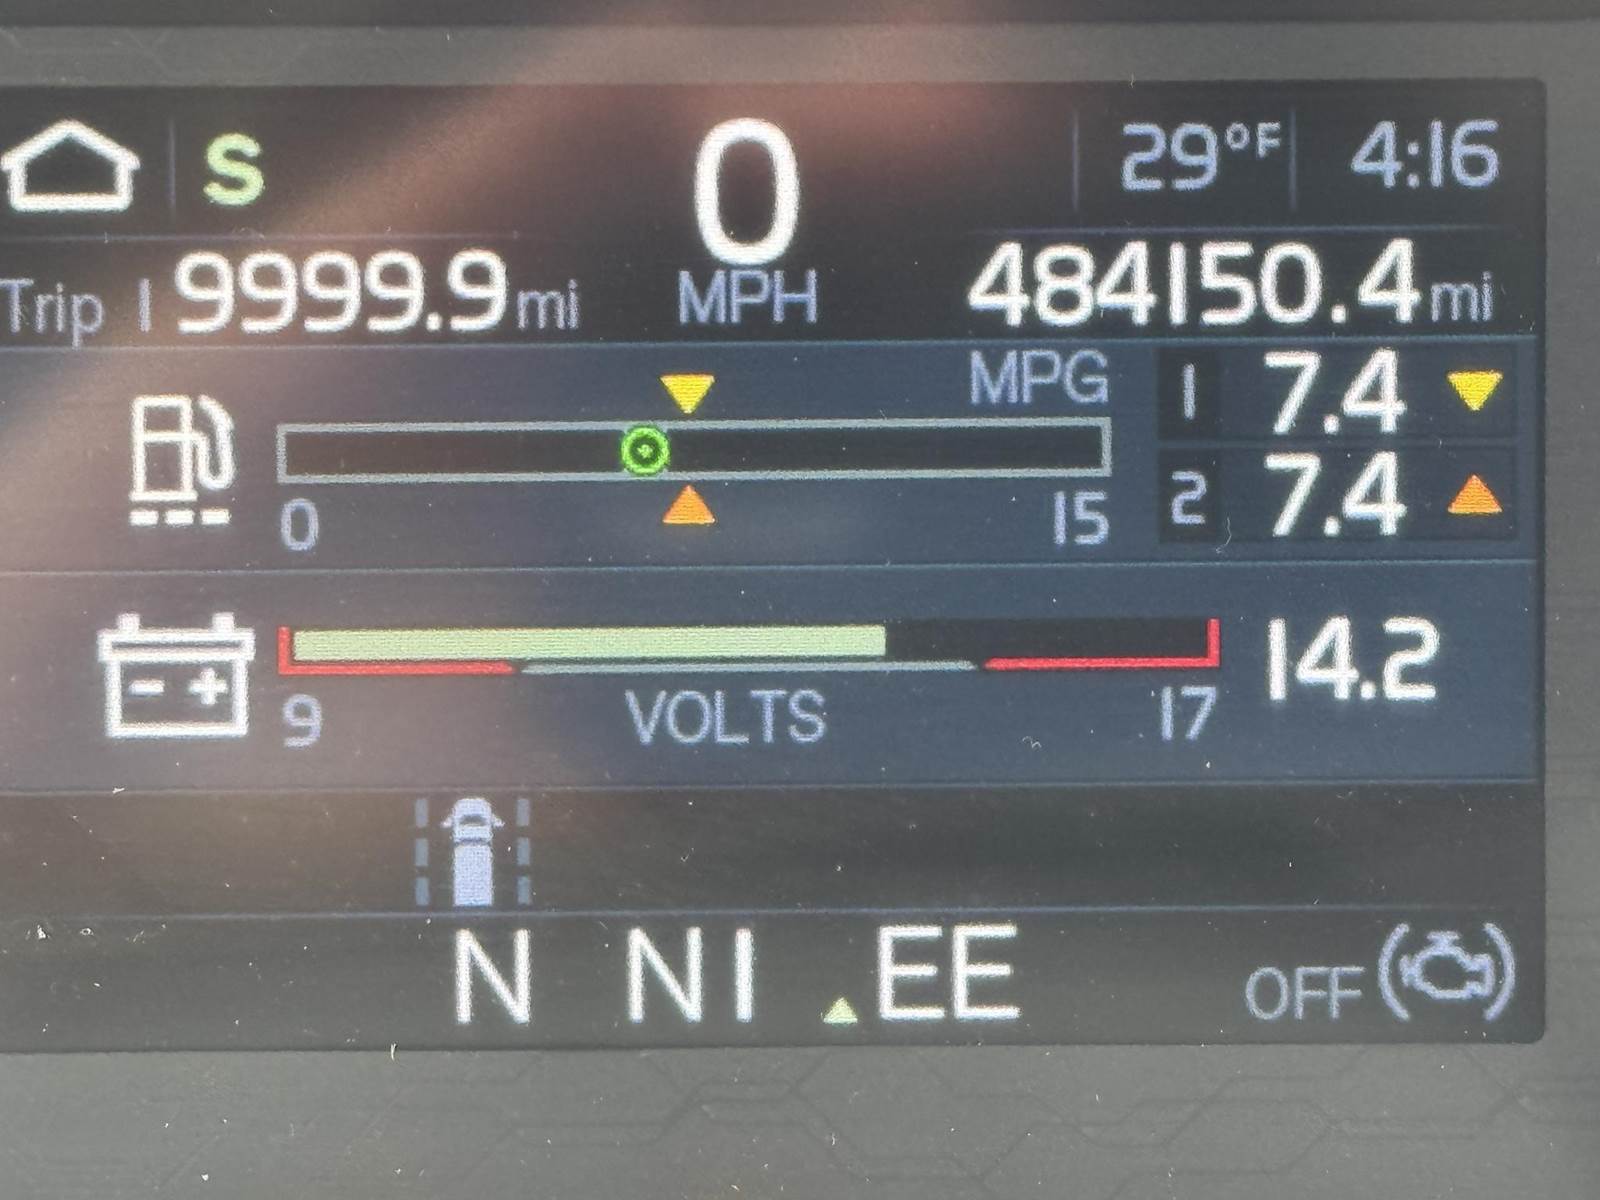 S 0 29°F 4:16
Trip 1 9999.9 mi MPH 484150.4 mi
MPG 1 7.4
0 15 2 7.4
14.2
9 VOLTS 17
- +
N NI EE OFF